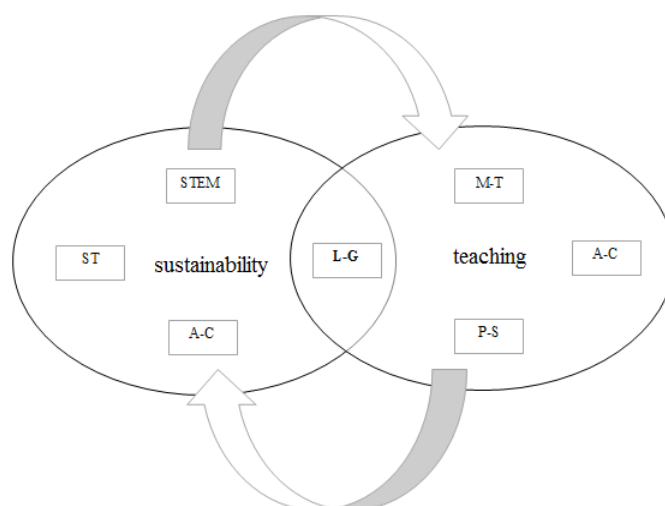 STEM
M-T
ST
sustainability
L-G
teaching
A-C
A-C
P-S